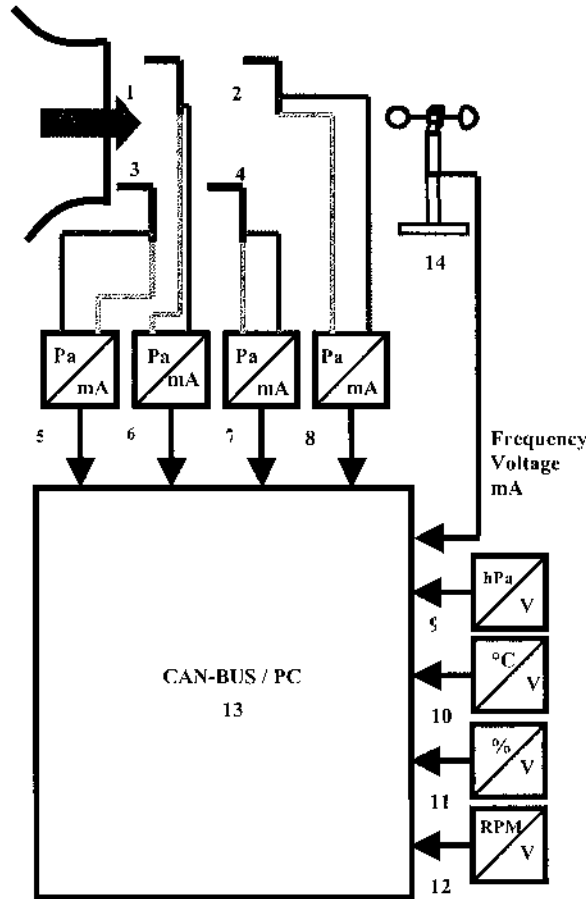 1
2
3
4
14
Pa
mA
Pa
mA
Pa
mA
Pa
mA
5
6
7
8
Frequency
Voltage
mA
hPa
V
9
°C
V
10
%
V
11
RPM
V
12
CAN-BUS / PC
13